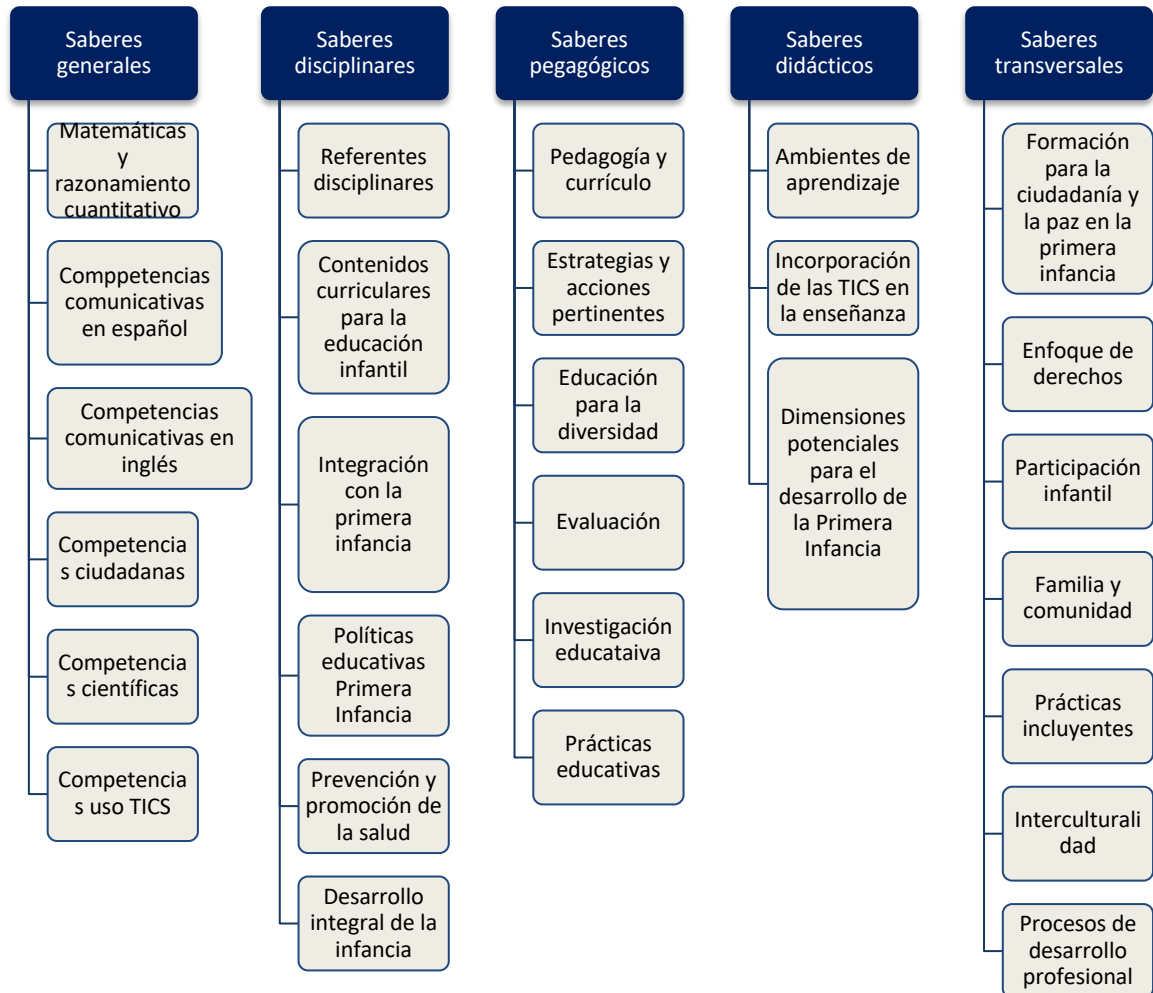 Saberes
generales
Matemáticas
y
razonamiento
cuantitativo
Comppetencias
comunicativas
en español
Competencias
comunicativas en
inglés
Competencia
s ciudadanas
Competencia
s científicas
Competencia
s uso TICS
Saberes
disciplinares
Referentes
disciplinares
Contenidos
curriculares
para la
educación
infantil
Integración
con la
primera
infancia
Políticas
educativas
Primera
Infancia
Prevención y
promoción de
la salud
Desarrollo
integral de la
infancia
Saberes
pegagógicos
Pedagogía y
currículo
Estrategias y
acciones
pertinentes
Educación
para la
diversidad
Evaluación
Investigación
educataiva
Prácticas
educativas
Saberes
didácticos
Ambientes de
aprendizaje
Incorporación
de las TICS en
la enseñanza
Dimensiones
potenciales
para el
desarrollo de
la Primera
Infancia
Saberes
transversales
Formación
para la
ciudadanía y
la paz en la
primera
infancia
Enfoque de
derechos
Participación
infantil
Familia y
comunidad
Prácticas
incluyentes
Interculturali
dad
Procesos de
desarrollo
profesional